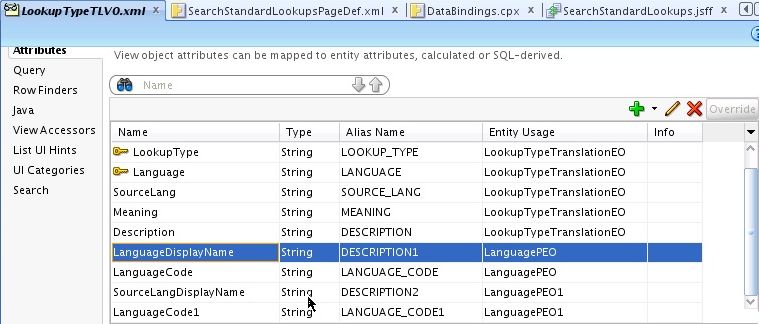 LookupTypeTLVO.xml SearchStandardLookupsPageDef.xml DataBindings.cpx SearchStandardLookups.jsff
Attributes
View object attributes can be mapped to entity attributes, calculated or SQL-derived.
Query
Row Finders
Java
View Accessors
List UI Hints
UI Categories
Search
Name
Override
Name Type Alias Name Entity Usage Info
LookupType String LOOKUP_TYPE LookupTypeTranslationEO
Language String LANGUAGE LookupTypeTranslationEO
SourceLang String SOURCE_LANG LookupTypeTranslationEO
Meaning String MEANING LookupTypeTranslationEO
Description String DESCRIPTION LookupTypeTranslationEO
LanguageDisplayName String DESCRIPTION1 LanguagePEO
LanguageCode String LANGUAGE_CODE LanguagePEO
SourceLangDisplayName String DESCRIPTION2 LanguagePEO1
LanguageCode1 String LANGUAGE_CODE1 LanguagePEO1